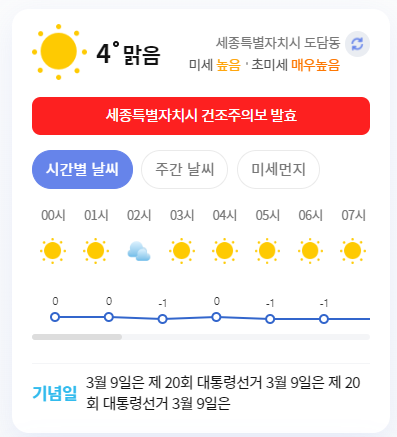 4° 맑음
세종특별자치시 도담동
미세 높음 · 초미세 매우높음
세종특별자치시 건조주의보 발효
시간별 날씨 주간 날씨 미세먼지
00시 01시 02시 03시 04시 05시 06시 07시
0 0 -1 0 -1 -1
기념일
3월 9일은 제 20회 대통령선거 3월 9일은 제 20
회 대통령선거 3월 9일은